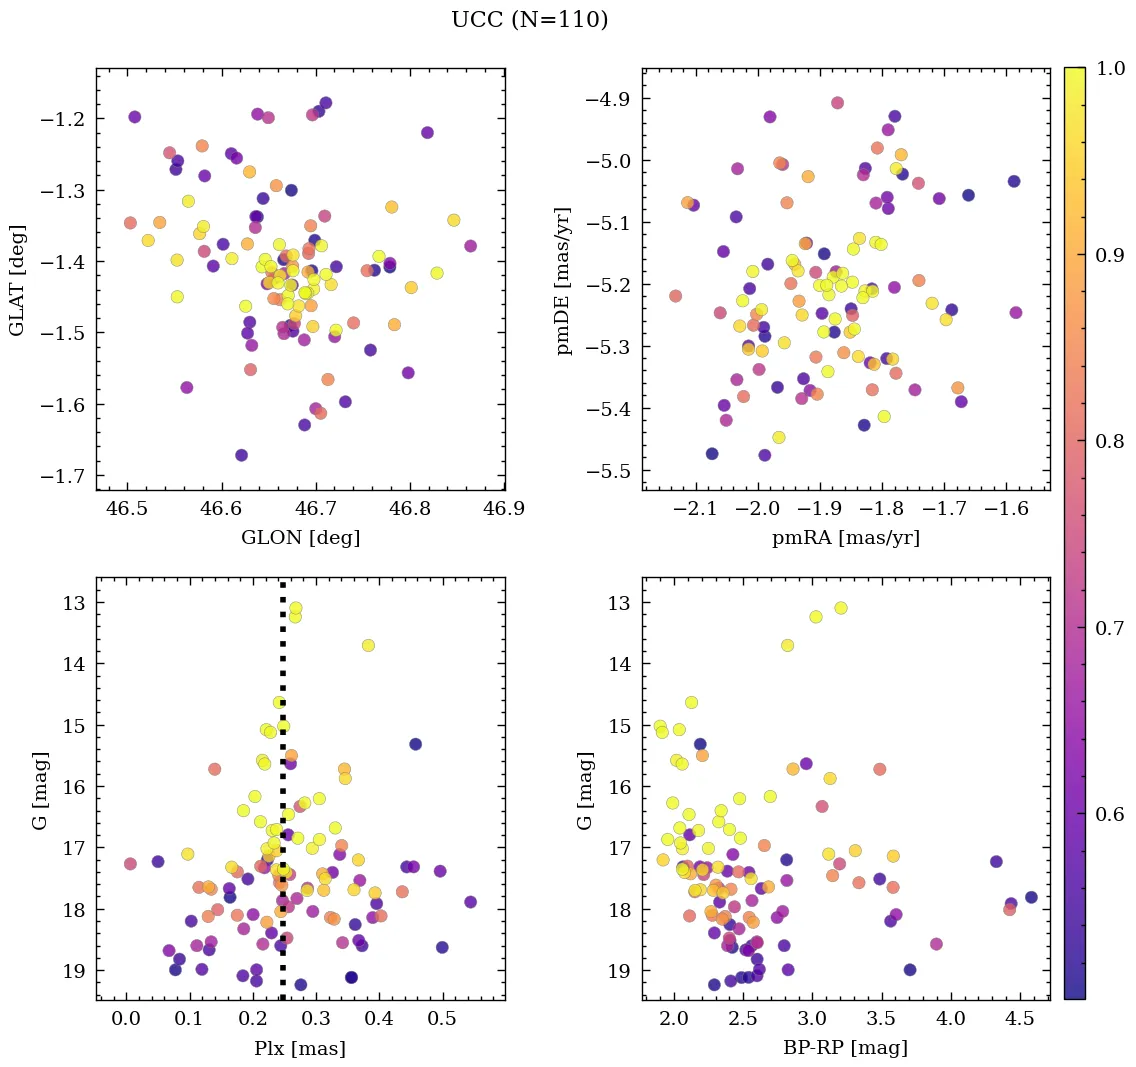 UCC (N=110)
−1.2
−1.3
−1.4
−1.5
−1.6
−1.7
GLAT [deg]
46.5 46.6 46.7 46.8 46.9
GLON [deg]
−4.9
−5.0
−5.1
−5.2
−5.3
−5.4
−5.5
pmDE [mas/yr]
−2.1 −2.0 −1.9 −1.8 −1.7 −1.6
pmRA [mas/yr]
13
14
15
16
17
18
19
G [mag]
0.0 0.1 0.2 0.3 0.4 0.5
Plx [mas]
13
14
15
16
17
18
19
G [mag]
2.0 2.5 3.0 3.5 4.0 4.5
BP-RP [mag]
1.0
0.9
0.8
0.7
0.6